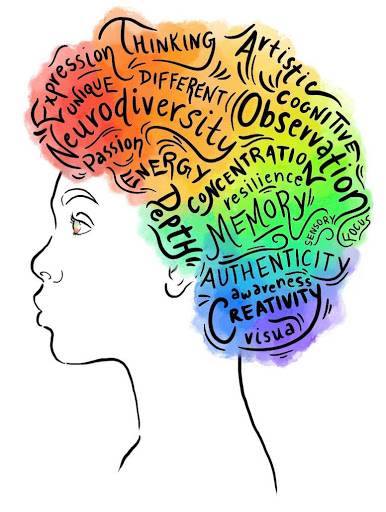 Expression
THINKING
Artistic
UNIQUE
DIFFERENT
COGNITIVE
Neurodiversity
Observation
Passion
ENERGY
CONCENTRATION
resilience
Depth
MEMORY
SENSORY
FOCUS
AUTHENTICITY
awareness
CREATIVITY
visual